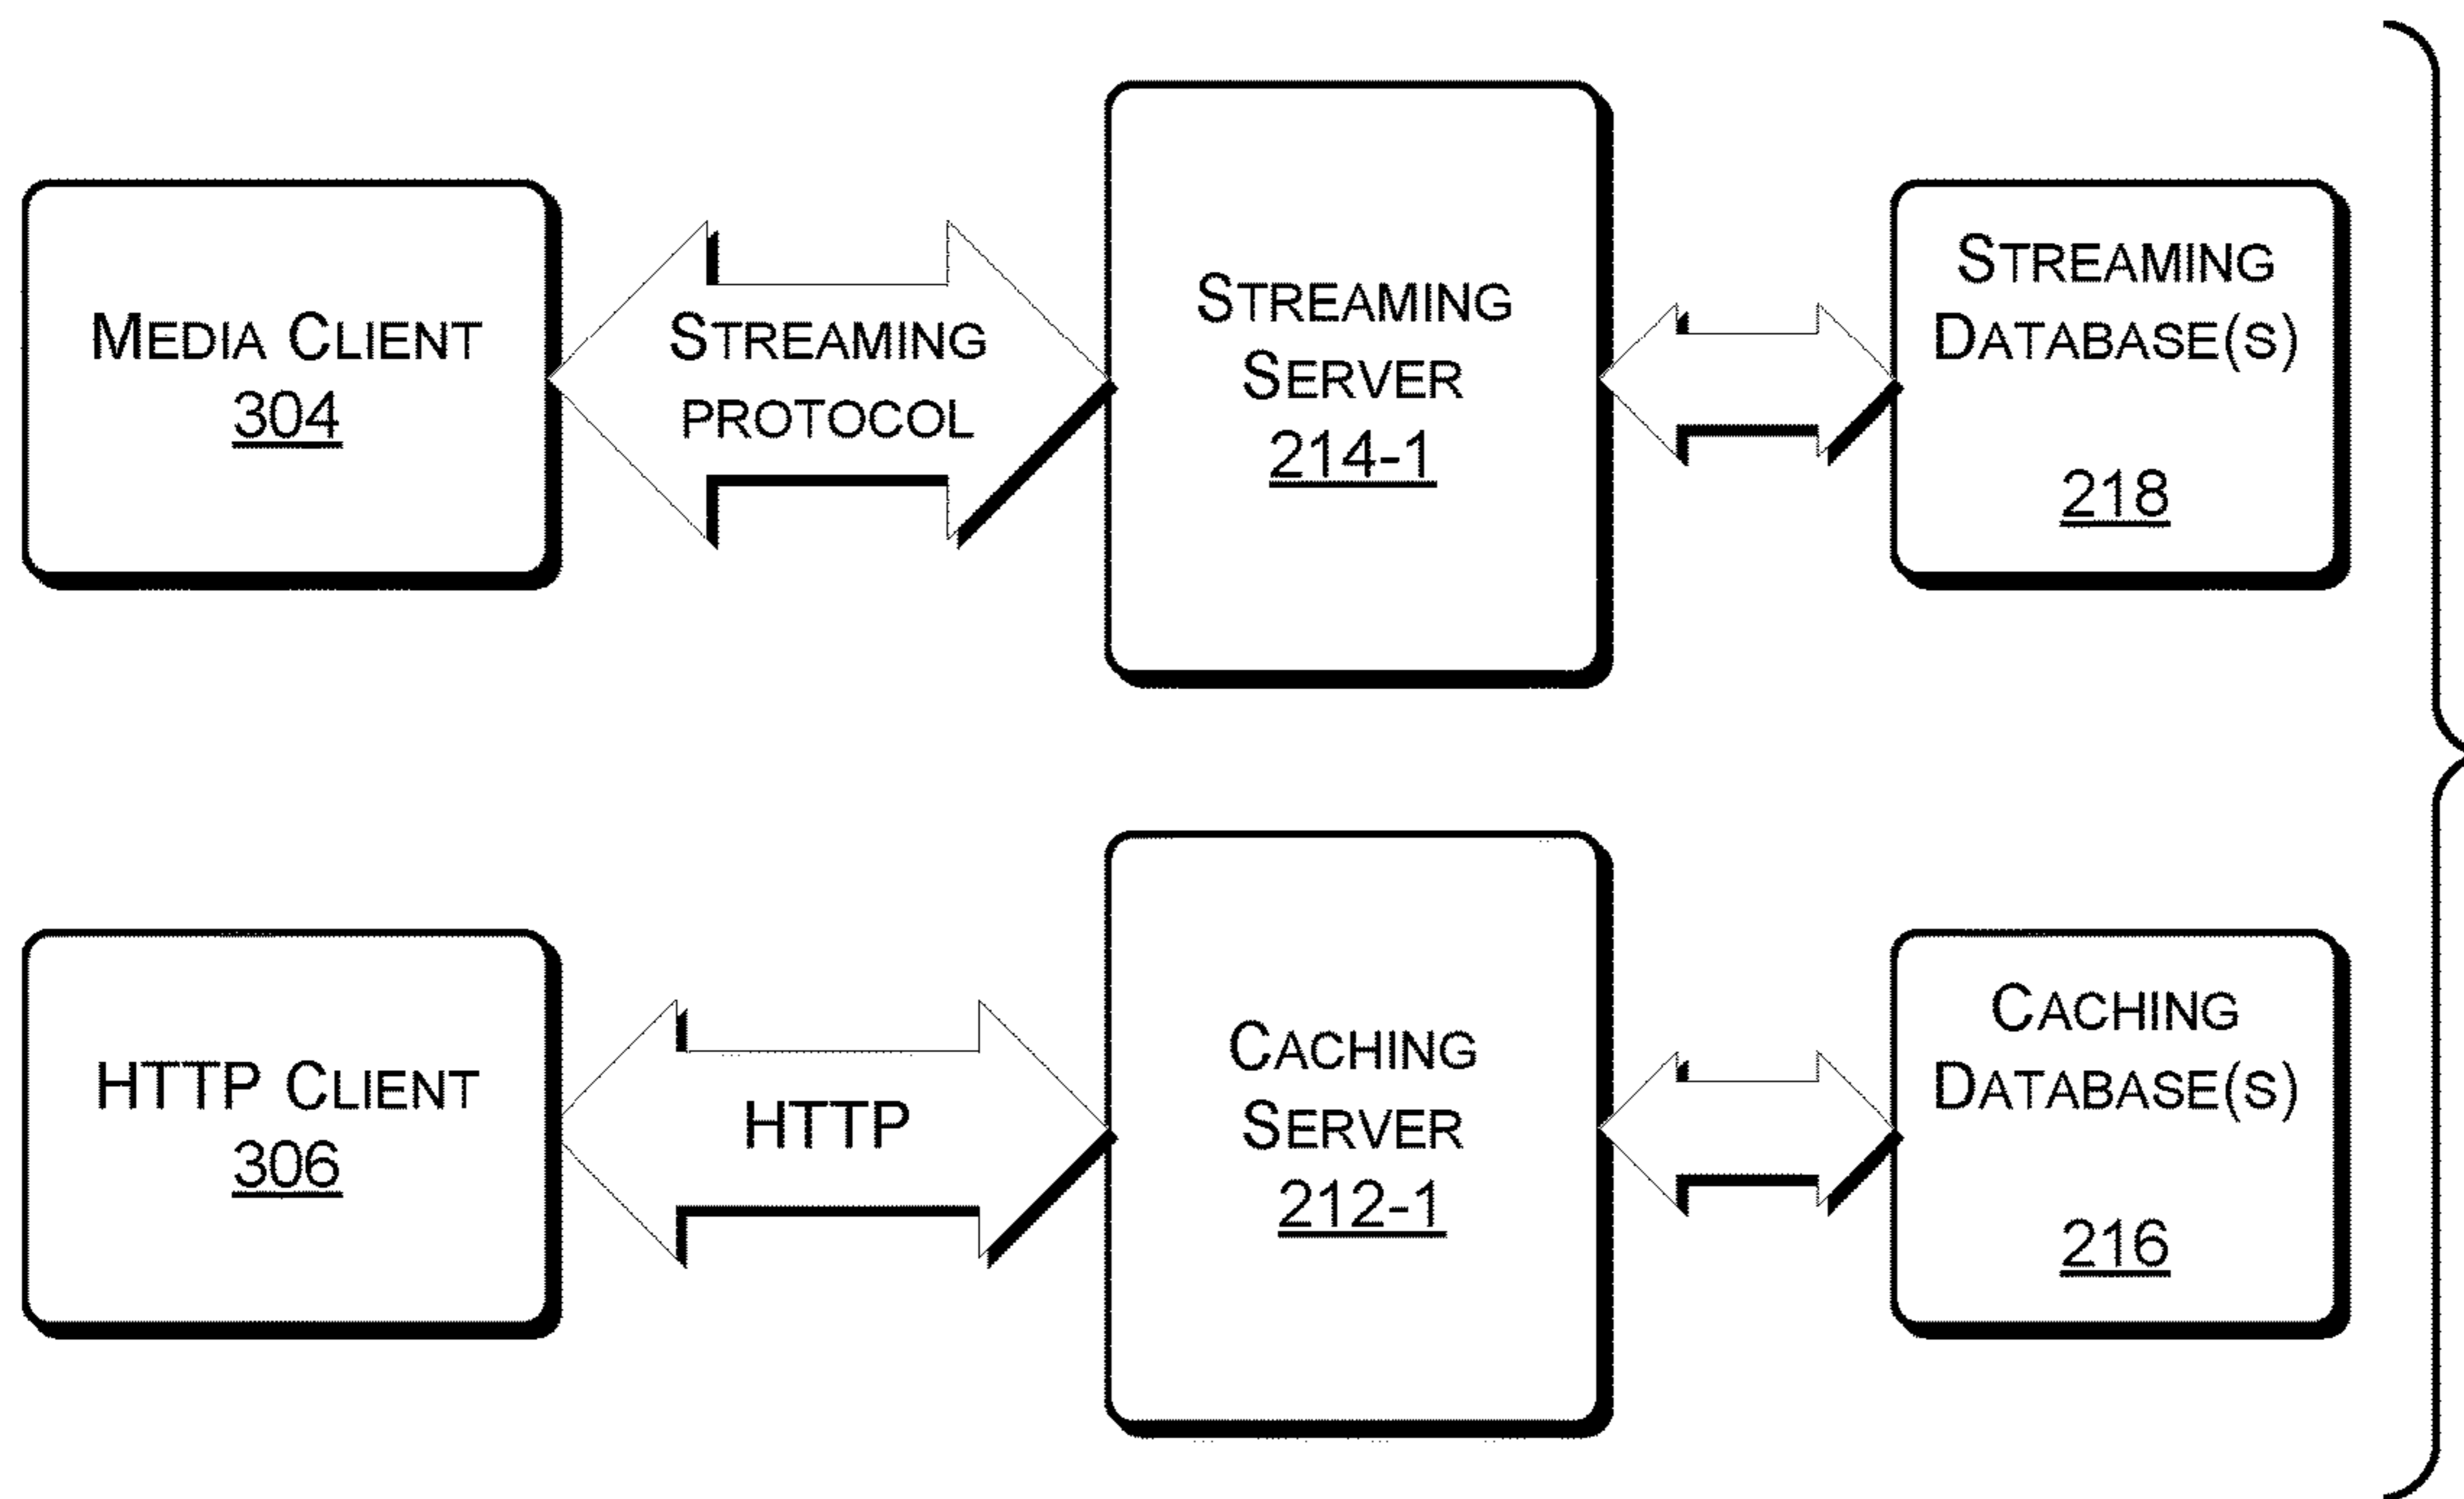 MEDIA CLIENT
304
STREAMING
PROTOCOL
STREAMING
SERVER
214-1
STREAMING
DATABASE(S)
218
HTTP CLIENT
306
HTTP
CACHING
SERVER
212-1
CACHING
DATABASE(S)
216